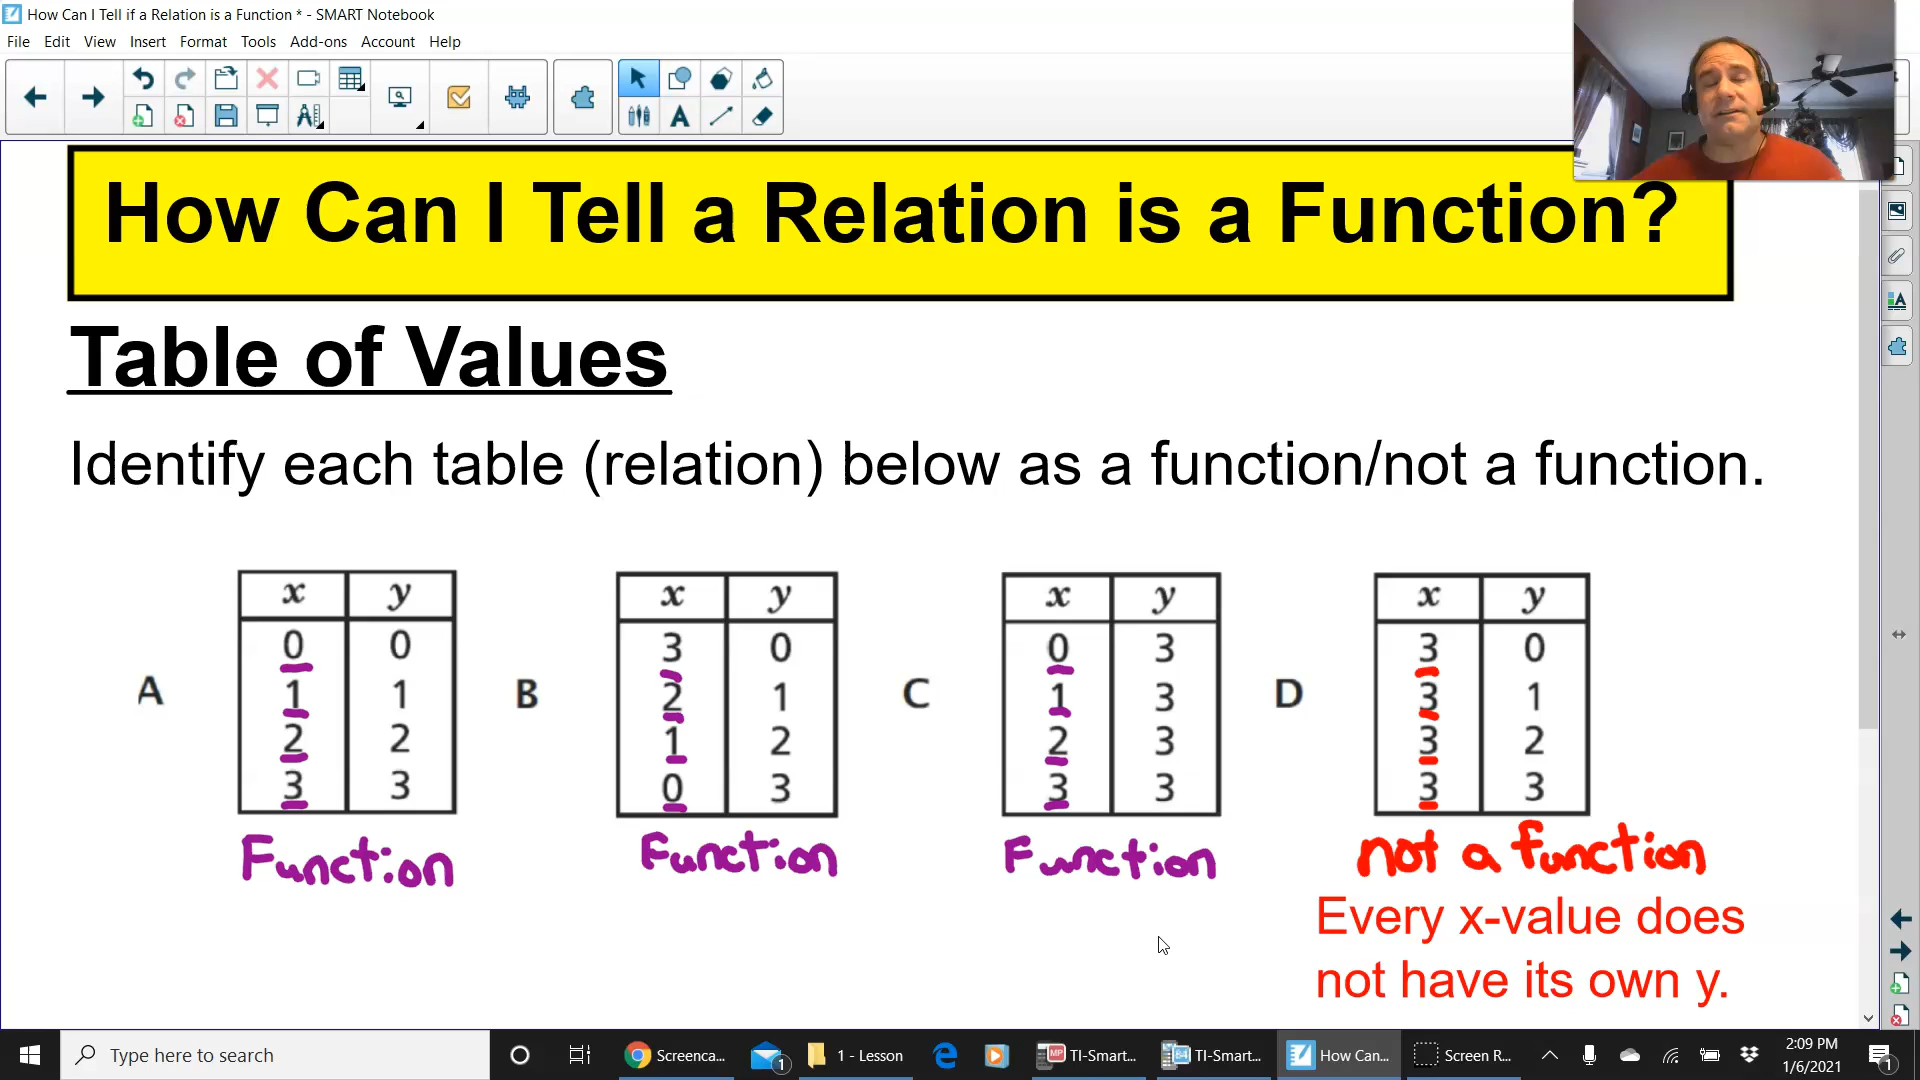 How Can I Tell if a Relation is a Function * - SMART Notebook
File Edit View Insert Format Tools Add-ons Account Help
How Can I Tell a Relation is a Function?
Table of Values
Identify each table (relation) below as a function/not a function.
A
x y
0 0
1 1
2 2
3 3
Function
B
x y
3 0
2 1
1 2
0 3
Function
C
x y
0 3
1 3
2 3
3 3
Function
D
x y
3 0
3 1
3 2
3 3
not a function
Every x-value does
not have its own y.
Type here to search
Screenca...
1
1 - Lesson
TI-Smart...
TI-Smart...
How Can...
Screen R...
2:09 PM
1/6/2021
1